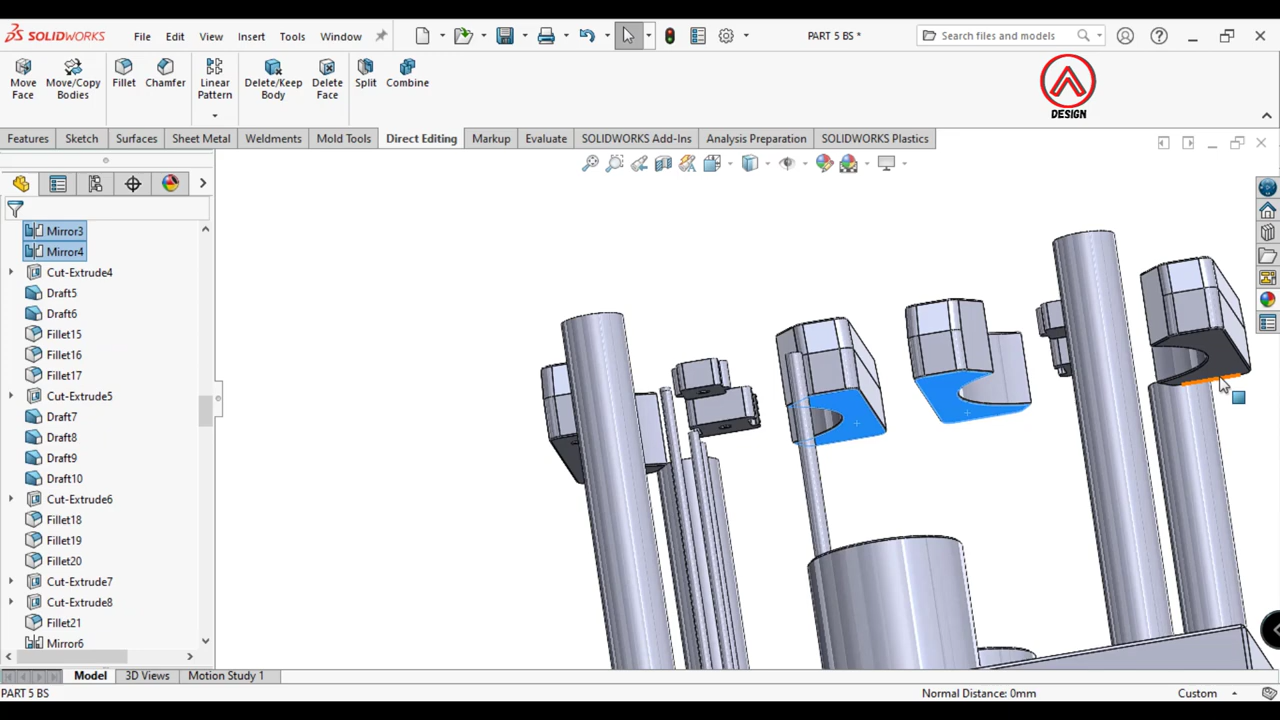 SOLIDWORKS File Edit View Insert Tools Window PART 5 BS * Search files and models
Move Face
Move/Copy Bodies
Fillet
Chamfer
Linear Pattern
Delete/Keep Body
Delete Face
Split
Combine
DESIGN
Features Sketch Surfaces Sheet Metal Weldments Mold Tools Direct Editing Markup Evaluate SOLIDWORKS Add-Ins Analysis Preparation SOLIDWORKS Plastics
Mirror3
Mirror4
Cut-Extrude4
Draft5
Draft6
Fillet15
Fillet16
Fillet17
Cut-Extrude5
Draft7
Draft8
Draft9
Draft10
Cut-Extrude6
Fillet18
Fillet19
Fillet20
Cut-Extrude7
Cut-Extrude8
Fillet21
Mirror6
Model 3D Views Motion Study 1
PART 5 BS Normal Distance: 0mm Custom